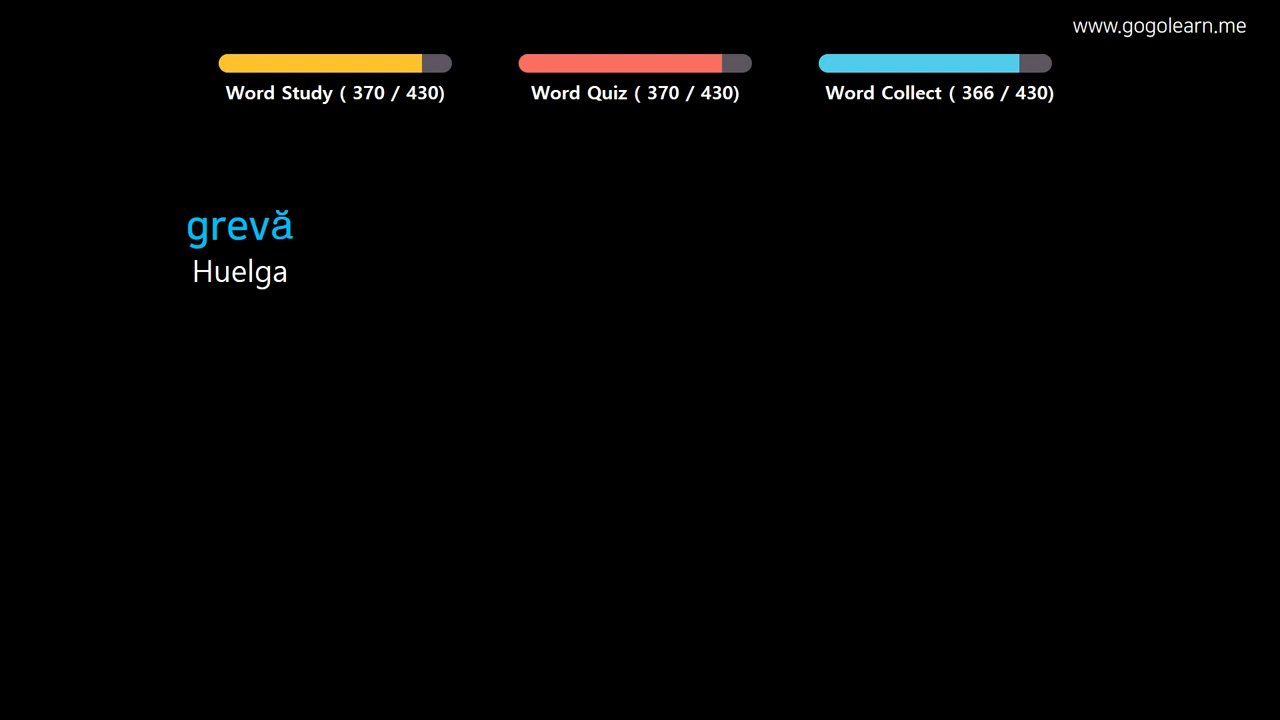 www.gogolearn.me
Word Study ( 370 / 430)
Word Quiz ( 370 / 430)
Word Collect ( 366 / 430)
grevă
Huelga